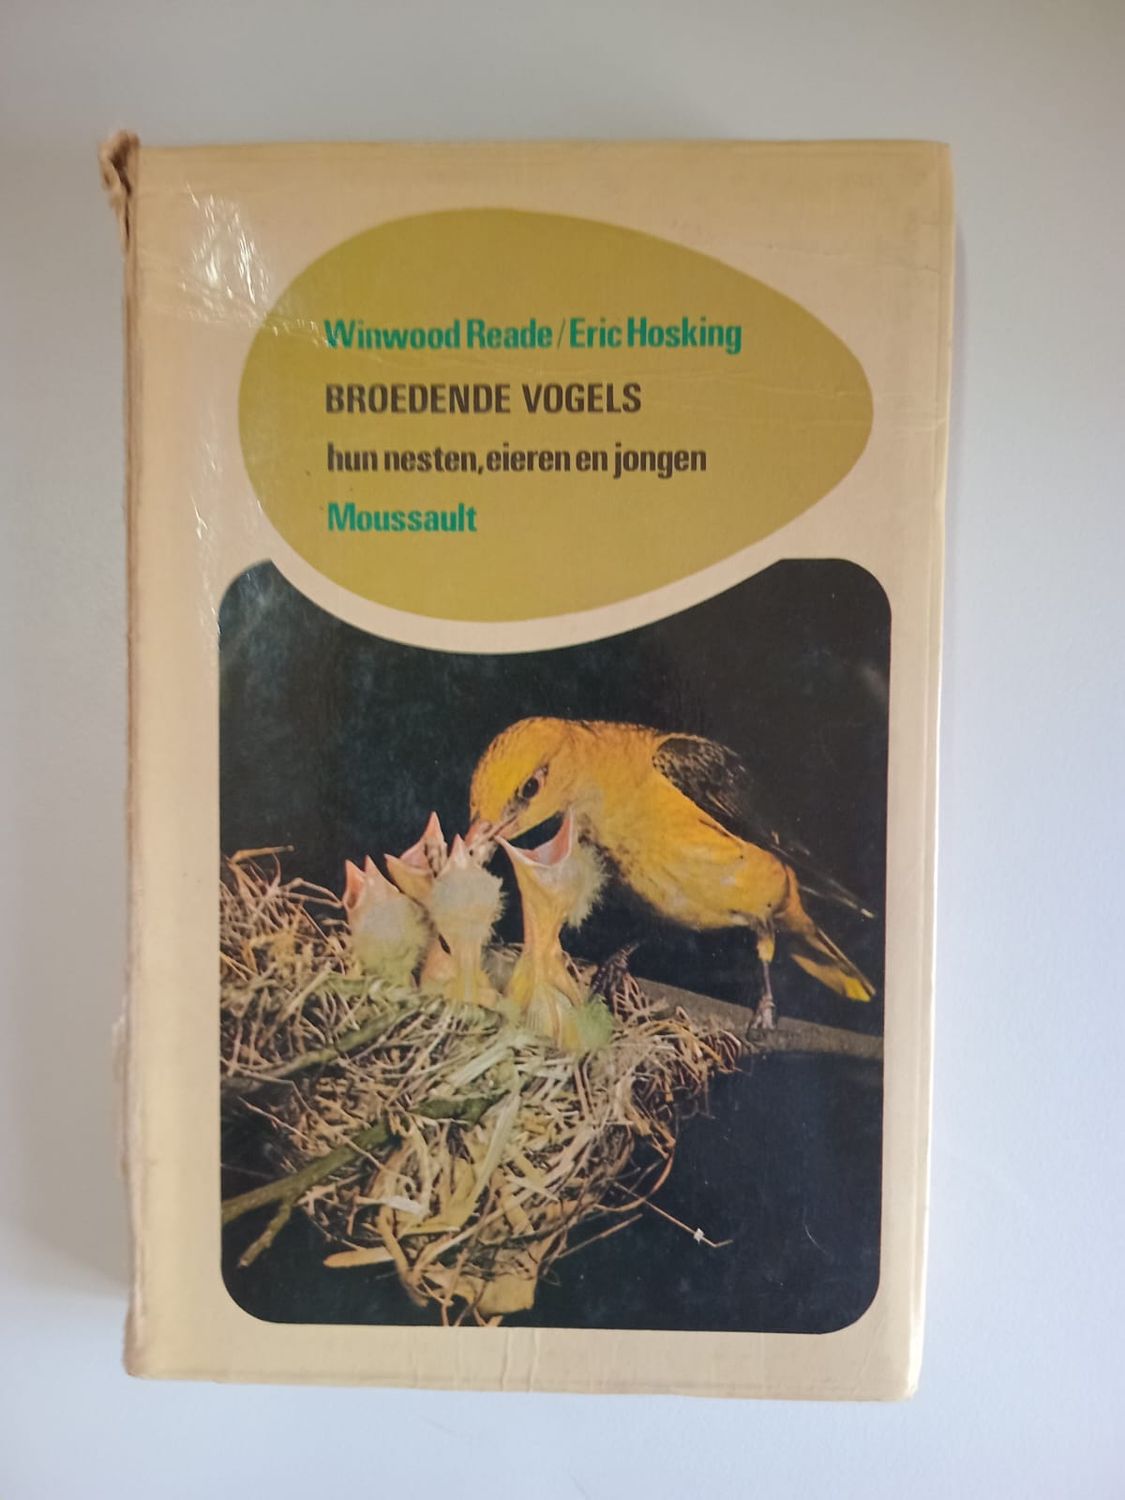 Winwood Reade/Eric Hosking
BROEDENDE VOGELS
hun nesten, eieren en jongen
Moussault